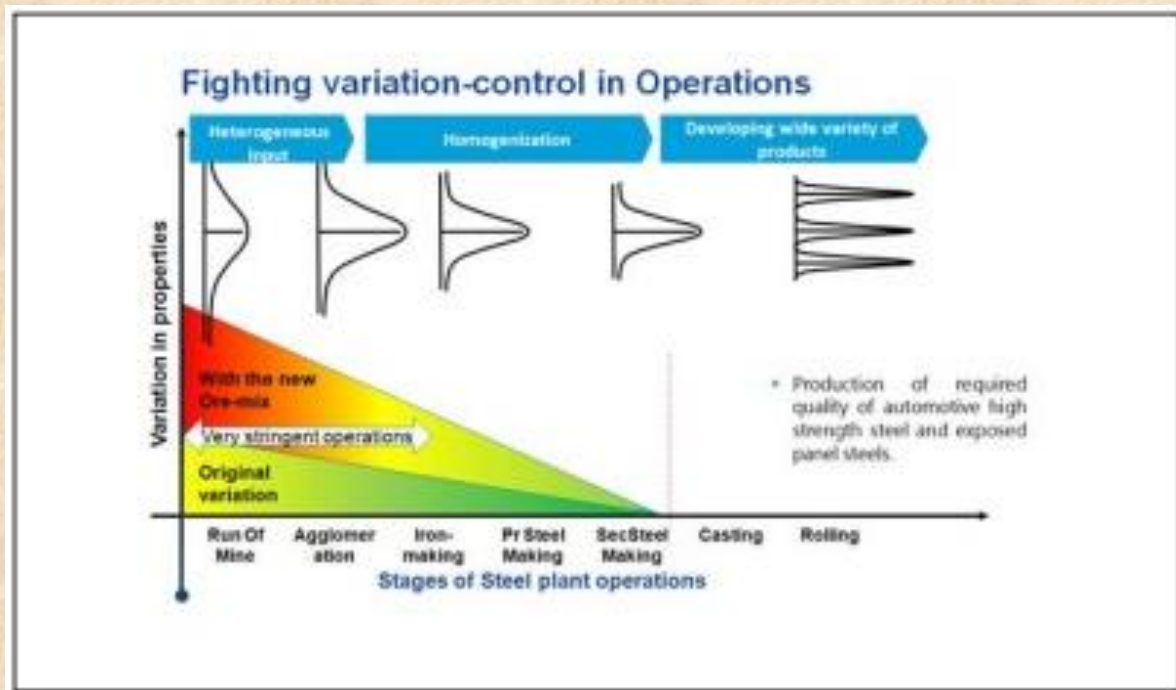 Fighting variation-control in Operations
Heterogeneous
Input
Homogenization
Developing wide variety of
products
Variation in properties
With the new
Ore-mix
Very stringent operations
Original
variation
• Production of required
quality of automotive high
strength steel and exposed
panel steels.
Run Of
Mine
Agglomer
ation
Iron-
making
Pr Steel
Making
SecSteel
Making
Casting
Rolling
Stages of Steel plant operations